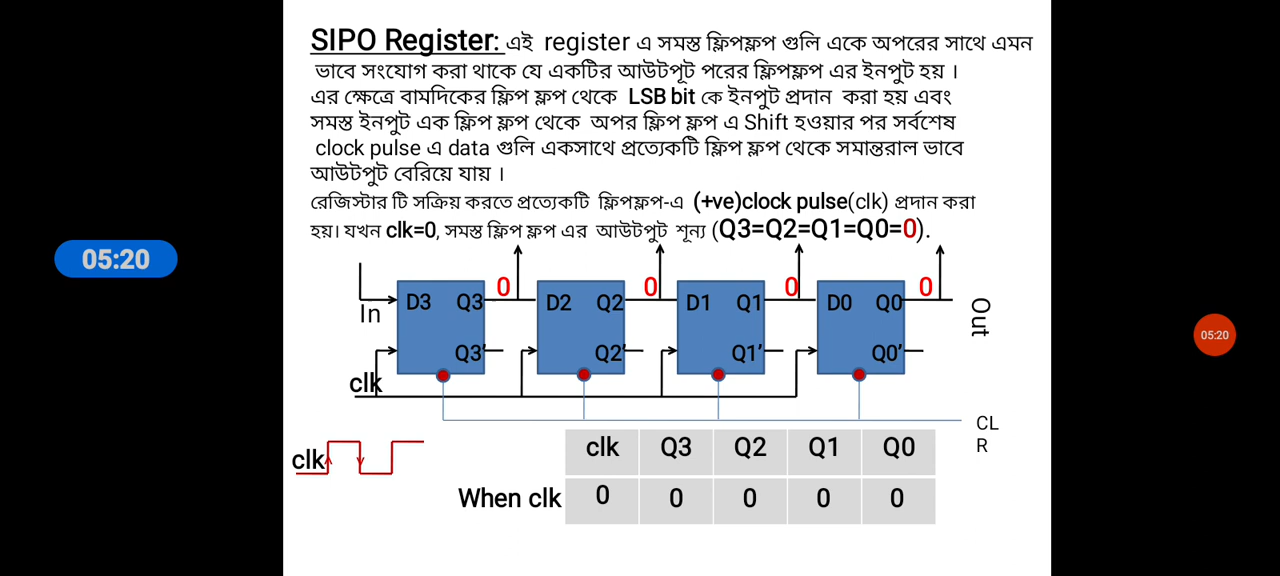 SIPO Register: এই register এ সমস্ত ফ্লিপফ্লপ গুলি একে অপরের সাথে এমন
ভাবে সংযোগ করা থাকে যে একটির আউটপুট পরের ফ্লিপফ্লপ এর ইনপুট হয় ।
এর ক্ষেত্রে বামদিকের ফ্লিপ ফ্লপ থেকে LSB bit কে ইনপুট প্রদান করা হয় এবং
সমস্ত ইনপুট এক ফ্লিপ ফ্লপ থেকে অপর ফ্লিপ ফ্লপ এ Shift হওয়ার পর সর্বশেষ
clock pulse এ data গুলি একসাথে প্রত্যেকটি ফ্লিপ ফ্লপ থেকে সমান্তরাল ভাবে
আউটপুট বেরিয়ে যায় ।
রেজিস্টার টি সক্রিয় করতে প্রত্যেকটি ফ্লিপফ্লপ-এ (+ve)clock pulse(clk) প্রদান করা
হয়। যখন clk=0, সমস্ত ফ্লিপ ফ্লপ এর আউটপুট শূন্য (Q3=Q2=Q1=Q0=0).
05:20
05:20
0 0 0 0
In D3 Q3 D2 Q2 D1 Q1 D0 Q0 Out
Q3' Q2' Q1' Q0'
clk
CL
R
clk
clk Q3 Q2 Q1 Q0
When clk 0 0 0 0 0